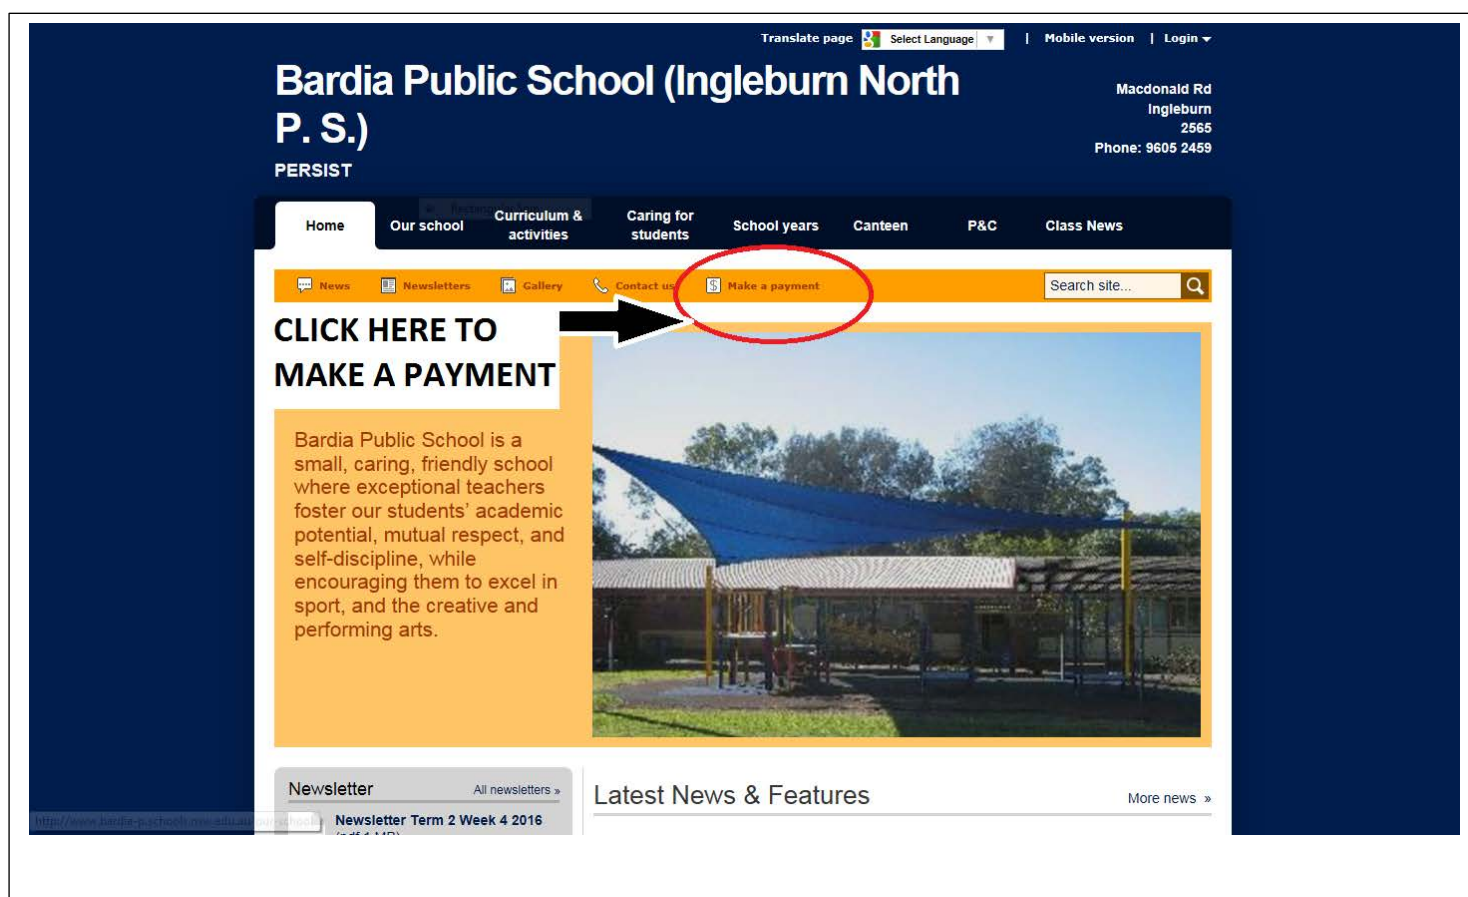 Translate page Select Language | Mobile version | Login
Bardia Public School (Ingleburn North
P. S.)
PERSIST
Macdonald Rd
Ingleburn
2565
Phone: 9605 2459
Home
Our school
Curriculum &
activities
Caring for
students
School years
Canteen
P&C
Class News
News
Newsletters
Gallery
Contact us
$ Make a payment
Search site...
CLICK HERE TO
MAKE A PAYMENT
Bardia Public School is a
small, caring, friendly school
where exceptional teachers
foster our students' academic
potential, mutual respect, and
self-discipline, while
encouraging them to excel in
sport, and the creative and
performing arts.
Newsletter
All newsletters »
Newsletter Term 2 Week 4 2016
Latest News & Features
More news »